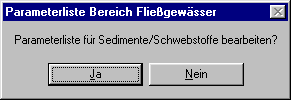 Parameterliste Bereich Fließgewässer
Parameterliste für Sedimente/Schwebstoffe bearbeiten?
Ja Nein